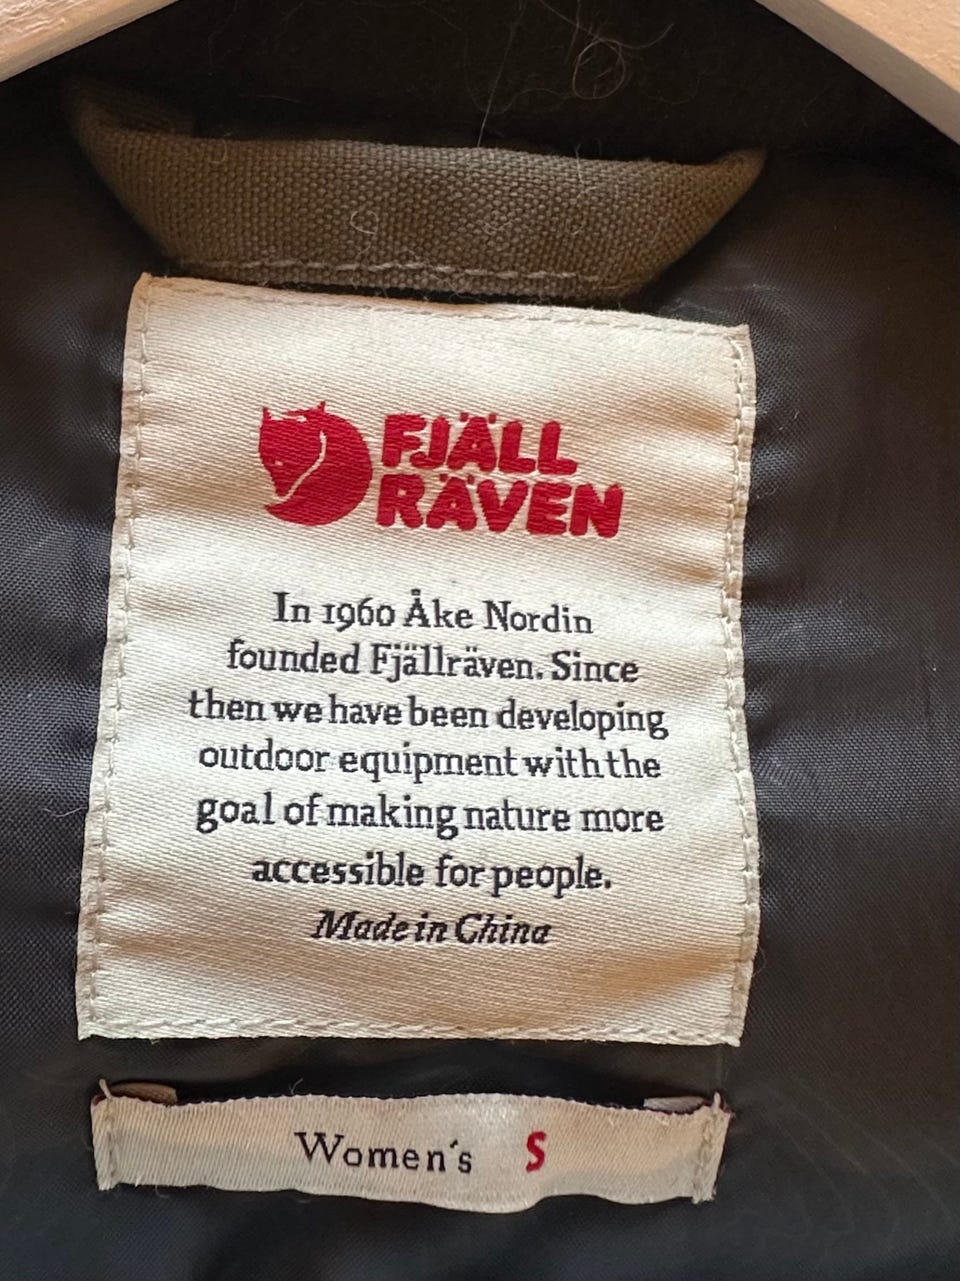 FJÄLL
RÄVEN
In 1960 Åke Nordin
founded Fjällräven. Since
then we have been developing
outdoor equipment with the
goal of making nature more
accessible for people.
Made in China
Women´s S